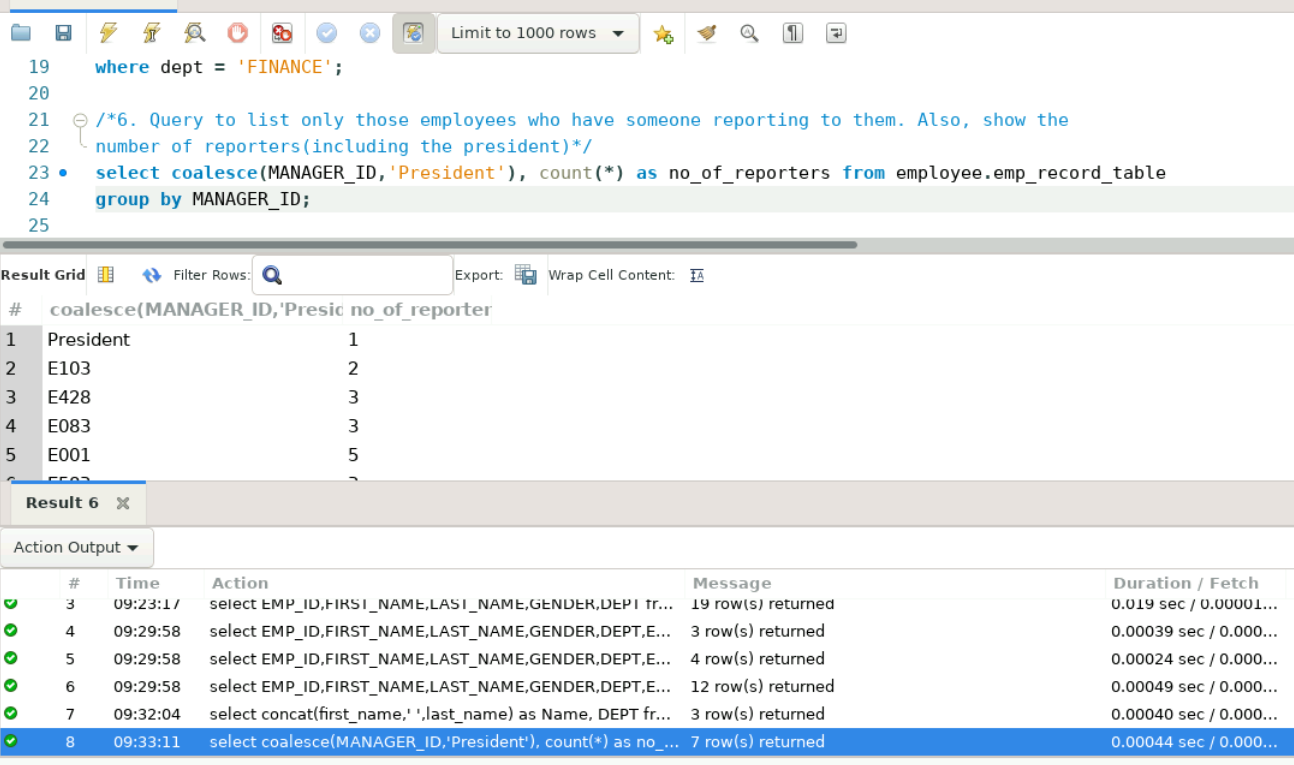 Limit to 1000 rows
19 where dept = 'FINANCE';
20
21 /*6. Query to list only those employees who have someone reporting to them. Also, show the
22 number of reporters(including the president)*/
23 select coalesce(MANAGER_ID,'President'), count(*) as no_of_reporters from employee.emp_record_table
24 group by MANAGER_ID;
25
Result Grid Filter Rows: Export: Wrap Cell Content:
# coalesce(MANAGER_ID,'Presid no_of_reporter
1 President 1
2 E103 2
3 E428 3
4 E083 3
5 E001 5
Result 6
Action Output
# Time Action Message Duration / Fetch
3 09:23:17 select EMP_ID,FIRST_NAME,LAST_NAME,GENDER,DEPT fr... 19 row(s) returned 0.019 sec / 0.00001...
4 09:29:58 select EMP_ID,FIRST_NAME,LAST_NAME,GENDER,DEPT,E... 3 row(s) returned 0.00039 sec / 0.000...
5 09:29:58 select EMP_ID,FIRST_NAME,LAST_NAME,GENDER,DEPT,E... 4 row(s) returned 0.00024 sec / 0.000...
6 09:29:58 select EMP_ID,FIRST_NAME,LAST_NAME,GENDER,DEPT,E... 12 row(s) returned 0.00049 sec / 0.000...
7 09:32:04 select concat(first_name,' ',last_name) as Name, DEPT fr... 3 row(s) returned 0.00040 sec / 0.000...
8 09:33:11 select coalesce(MANAGER_ID,'President'), count(*) as no_... 7 row(s) returned 0.00044 sec / 0.000...